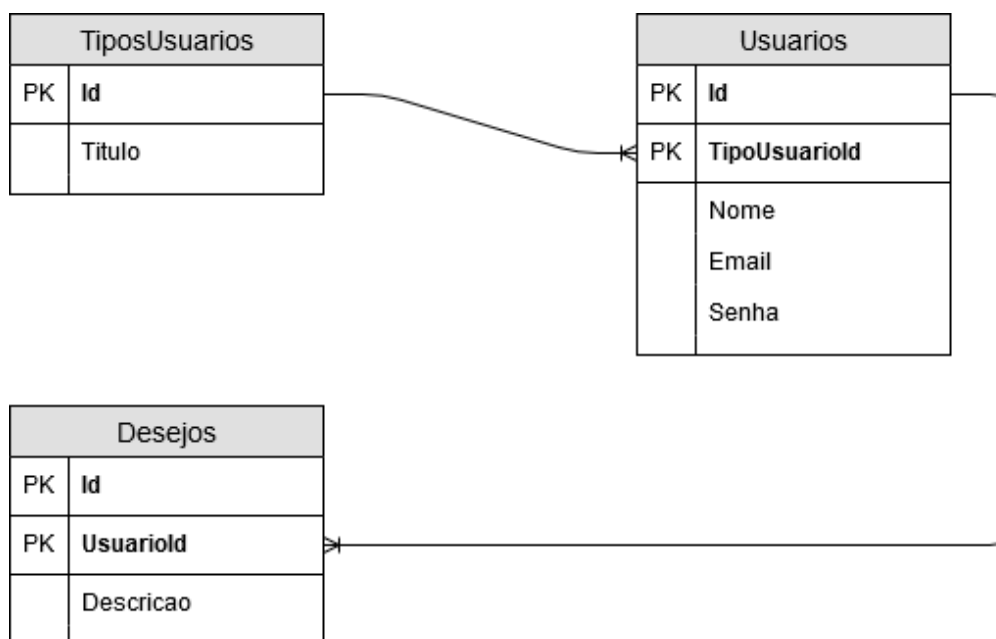 TiposUsuarios
PK Id
Titulo
Usuarios
PK Id
PK TipoUsuarioId
Nome
Email
Senha
Desejos
PK Id
PK UsuarioId
Descricao